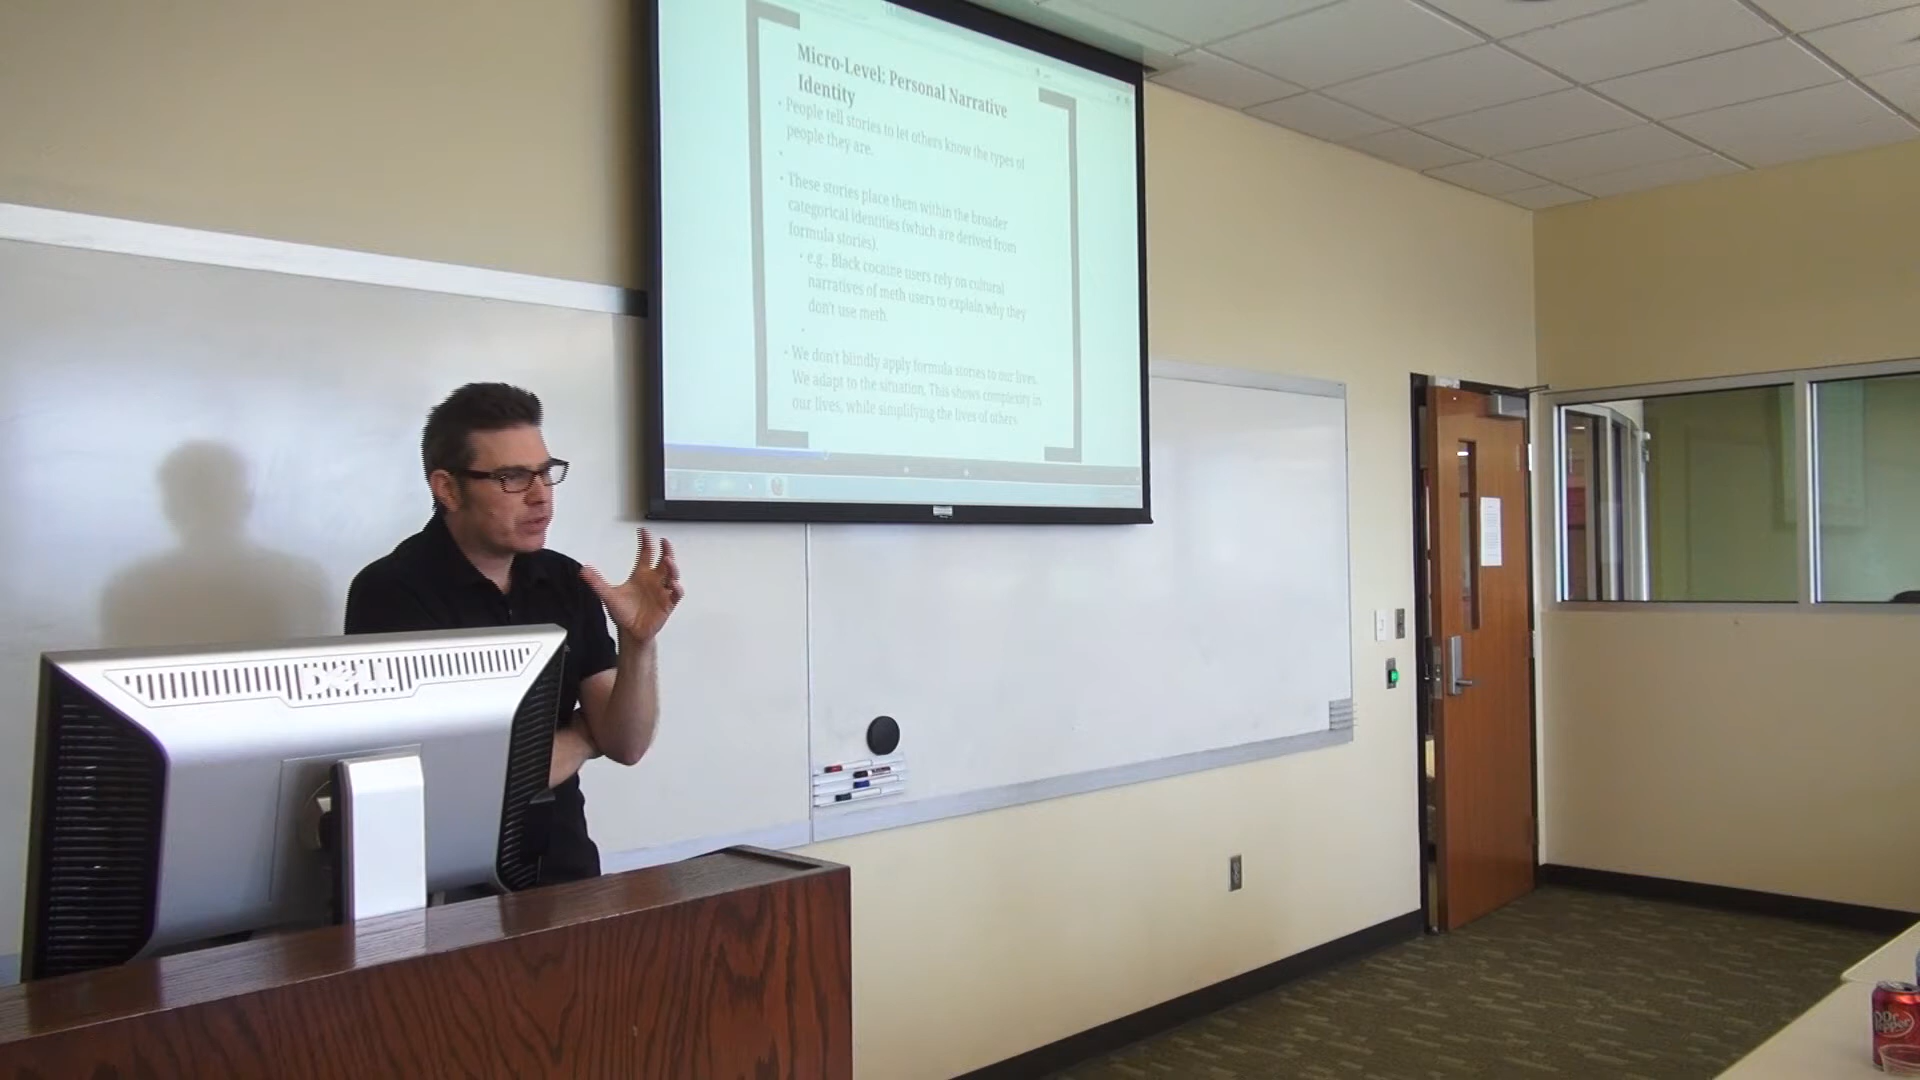 Micro-Level: Personal Narrative
Identity
• People tell stories to let others know the types of
people they are.
•
• These stories place them within the broader
categorical identities (which are derived from
formula stories).
• e.g., Black cocaine users rely on cultural
narratives of meth users to explain why they
don't use meth.
•
• We don't blindly apply formula stories to our lives.
We adapt to the situation. This shows complexity in
our lives, while simplifying the lives of others
DELL
Dr Pepper